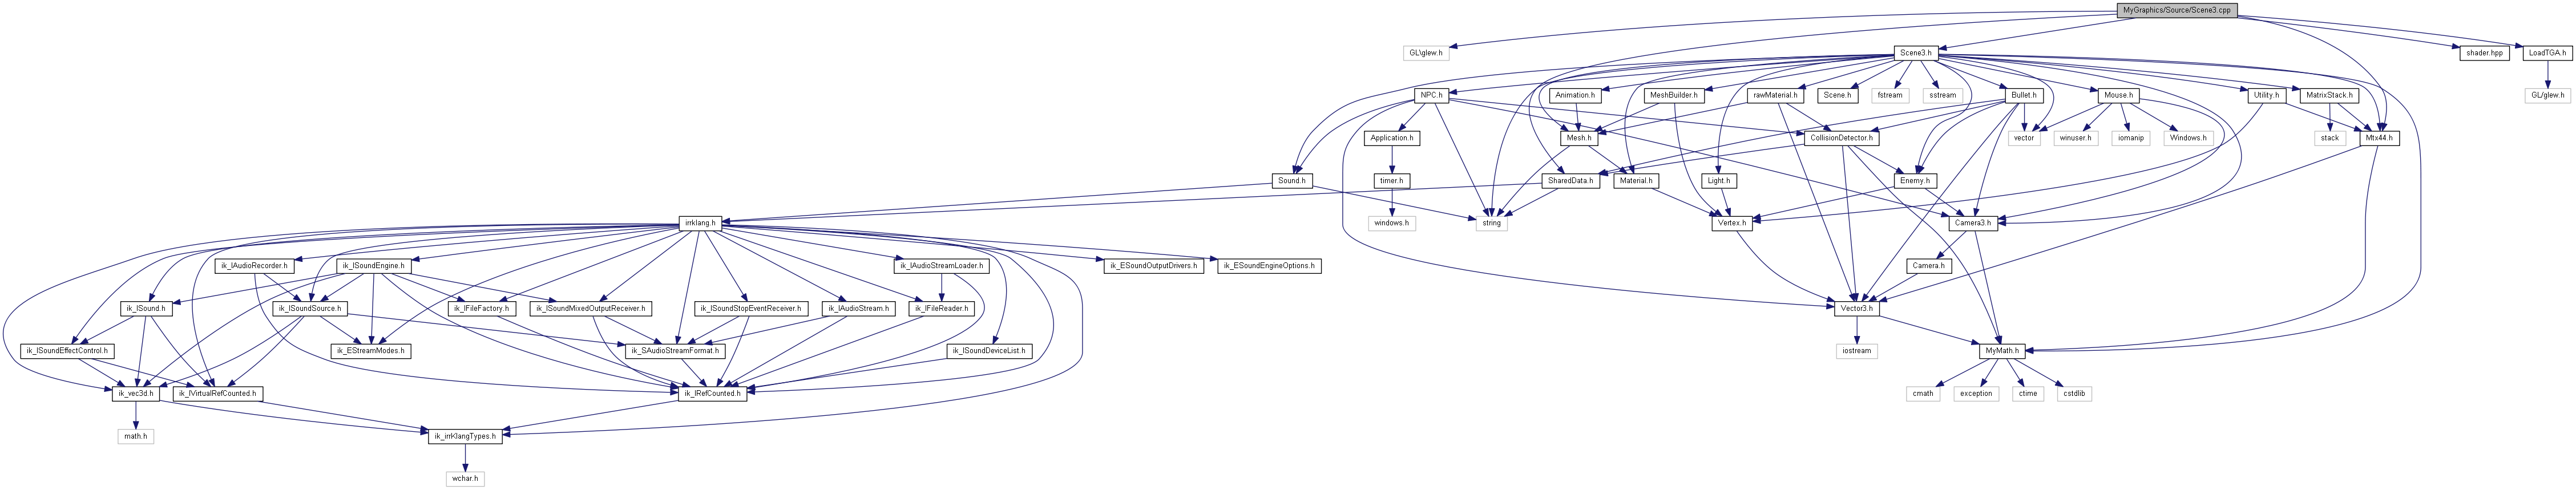 MyGraphics/Source/Scene3.cpp
GL\glew.h
Scene3.h
shader.hpp
LoadTGA.h
NPC.h
Animation.h
MeshBuilder.h
rawMaterial.h
Scene.h
fstream
sstream
Bullet.h
Mouse.h
Utility.h
MatrixStack.h
GL/glew.h
Application.h
Mesh.h
CollisionDetector.h
vector
winuser.h
iomanip
Windows.h
stack
Mtx44.h
Sound.h
timer.h
SharedData.h
Material.h
Light.h
Enemy.h
irrklang.h
windows.h
string
Vertex.h
Camera3.h
ik_IAudioRecorder.h
ik_ISoundEngine.h
ik_IAudioStreamLoader.h
ik_ESoundOutputDrivers.h
ik_ESoundEngineOptions.h
Camera.h
ik_ISound.h
ik_ISoundSource.h
ik_IFileFactory.h
ik_ISoundMixedOutputReceiver.h
ik_ISoundStopEventReceiver.h
ik_IAudioStream.h
ik_IFileReader.h
Vector3.h
ik_ISoundEffectControl.h
ik_EStreamModes.h
ik_SAudioStreamFormat.h
ik_ISoundDeviceList.h
iostream
MyMath.h
ik_vec3d.h
ik_IVirtualRefCounted.h
ik_IRefCounted.h
cmath
exception
ctime
cstdlib
math.h
ik_irrKlangTypes.h
wchar.h